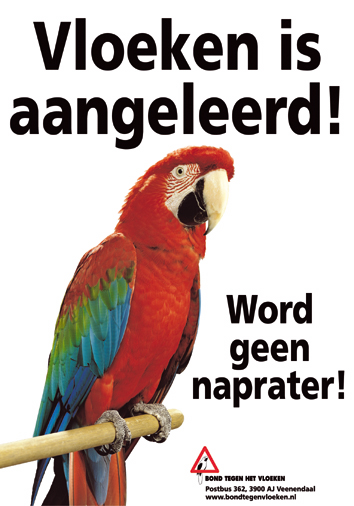 Vloeken is
aangeleerd!
Word
geen
naprater!
BOND TEGEN HET VLOEKEN
Postbus 362, 3900 AJ Veenendaal
www.bondtegenvloeken.nl